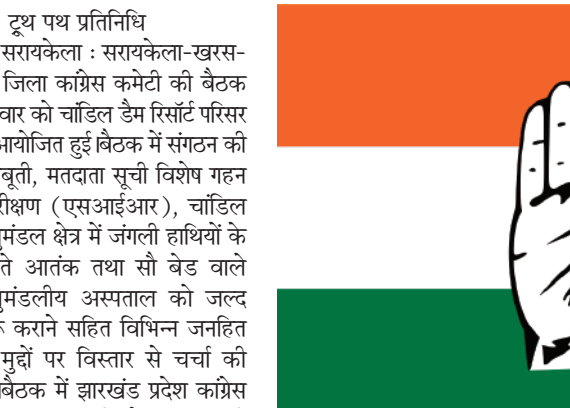 ट्रूथ पथ प्रतिनिधि
सरायकेला : सरायकेला-खरस-
जिला कांग्रेस कमेटी की बैठक
वार को चांडिल डैम रिसॉर्ट परिसर
आयोजित हुई।बैठक में संगठन की
बूती, मतदाता सूची विशेष गहन
रीक्षण (एसआईआर), चांडिल
मंडल क्षेत्र में जंगली हाथियों के
ते आतंक तथा सौ बेड वाले
मंडलीय अस्पताल को जल्द
कराने सहित विभिन्न जनहित
मुद्दों पर विस्तार से चर्चा की
बैठक में झारखंड प्रदेश कांग्रेस